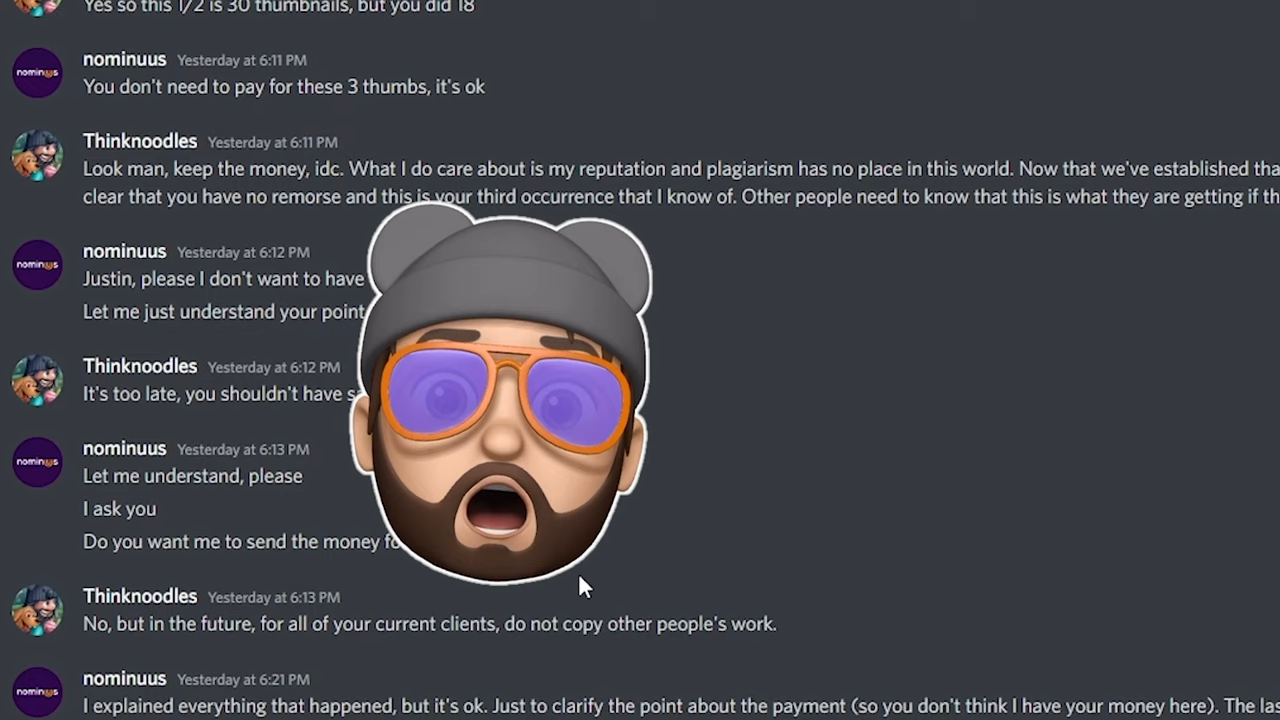 Yes so this 1/2 is 30 thumbnails, but you did 18
nominuus Yesterday at 6:11 PM
nominus
You don't need to pay for these 3 thumbs, it's ok
Thinknoodles Yesterday at 6:11 PM
Look man, keep the money, idc. What I do care about is my reputation and plagiarism has no place in this world. Now that we've established tha
clear that you have no remorse and this is your third occurrence that I know of. Other people need to know that this is what they are getting if th
nominuus Yesterday at 6:12 PM
nominus
Justin, please I don't want to have
Let me just understand your point
Thinknoodles Yesterday at 6:12 PM
It's too late, you shouldn't have s
nominuus Yesterday at 6:13 PM
nominus
Let me understand, please
I ask you
Do you want me to send the money fo
Thinknoodles Yesterday at 6:13 PM
No, but in the future, for all of your current clients, do not copy other people's work.
nominuus Yesterday at 6:21 PM
nominus
I explained everything that happened, but it's ok. Just to clarify the point about the payment (so you don't think I have your money here). The las